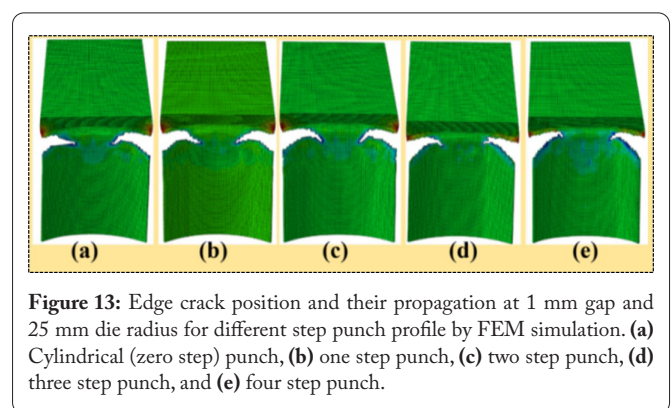 (a) (b) (c) (d) (e)
Figure 13: Edge crack position and their propagation at 1 mm gap and
25 mm die radius for different step punch profile by FEM simulation. (a)
Cylindrical (zero step) punch, (b) one step punch, (c) two step punch, (d)
three step punch, and (e) four step punch.